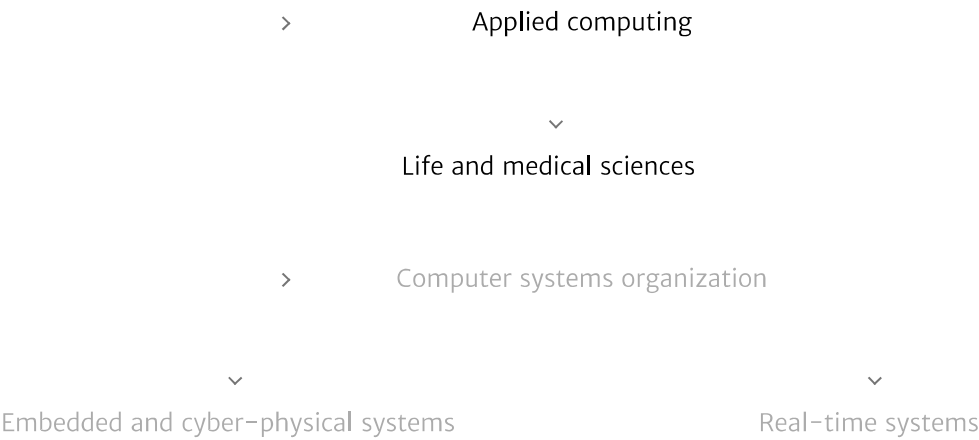 Applied computing
Life and medical sciences
Computer systems organization
Embedded and cyber-physical systems
Real-time systems